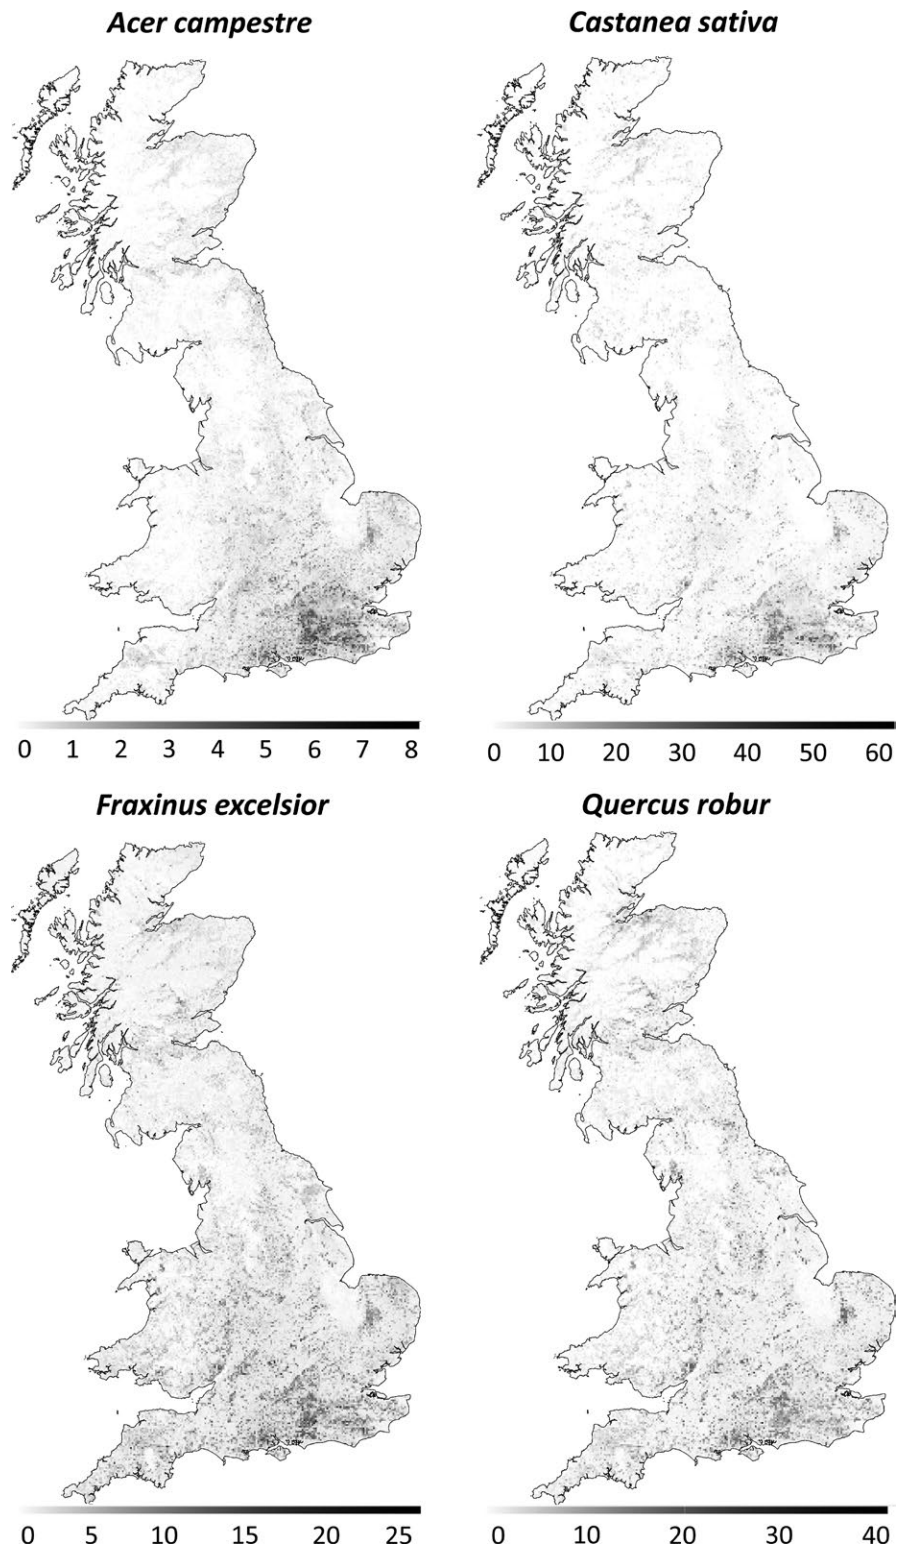 Acer campestre
Castanea sativa
0 1 2 3 4 5 6 7 8
0 10 20 30 40 50 60
Fraxinus excelsior
Quercus robur
0 5 10 15 20 25
0 10 20 30 40